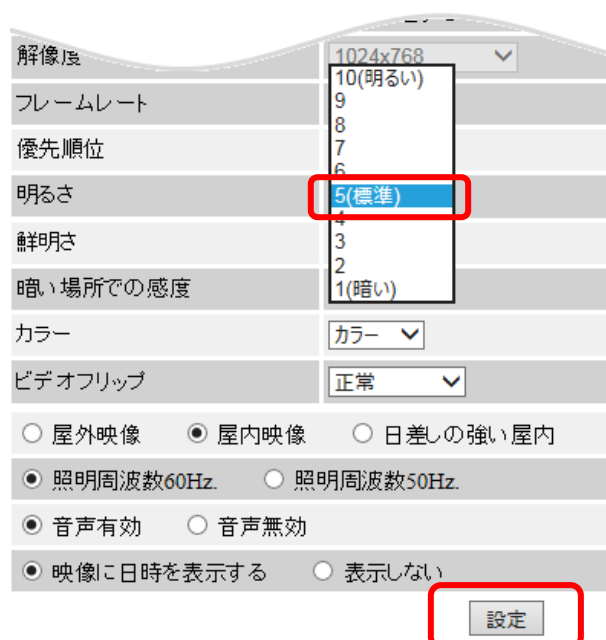 解像度 1024x768
10(明るい)
フレームレート 9
8
優先順位 7
6
明るさ 5(標準)
4
鮮明さ 3
2
暗い場所での感度 1(暗い)
カラー カラー
ビデオフリップ 正常
屋外映像 屋内映像 日差しの強い屋内
照明周波数60Hz. 照明周波数50Hz.
音声有効 音声無効
映像に日時を表示する 表示しない
設定